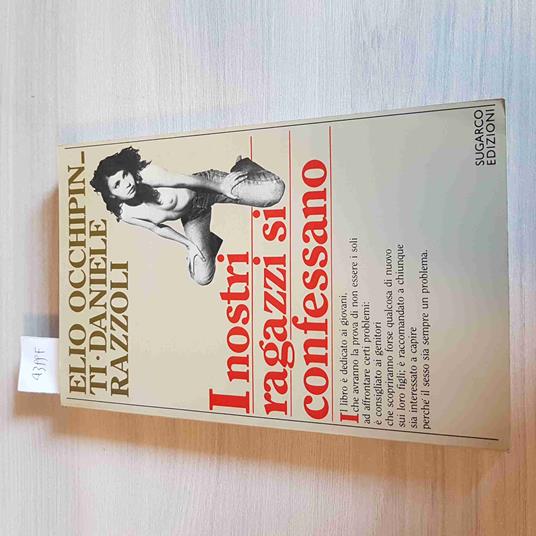 ELIO OCCHIPIN_
TI·DANIELE
RAZZOLI
I nostri
ragazzi si
confessano
Il libro è dedicato ai giovani,
che avranno la prova di non essere i soli
ad affrontare certi problemi:
è consigliato ai genitori
che scopriranno forse qualcosa di nuovo
sui loro figli; è raccomandato a chiunque
sia interessato a capire
perche il sesso sia sempre un problema.
SUGARCO
EDIZIONI